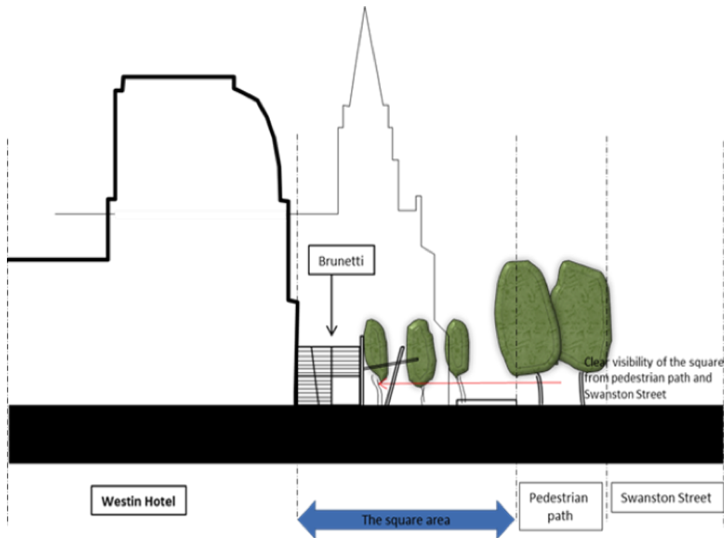 Brunetti
Clear visibility of the square
from pedestrian path and
Swanston Street
Westin Hotel
The square area
Pedestrian
path
Swanston Street